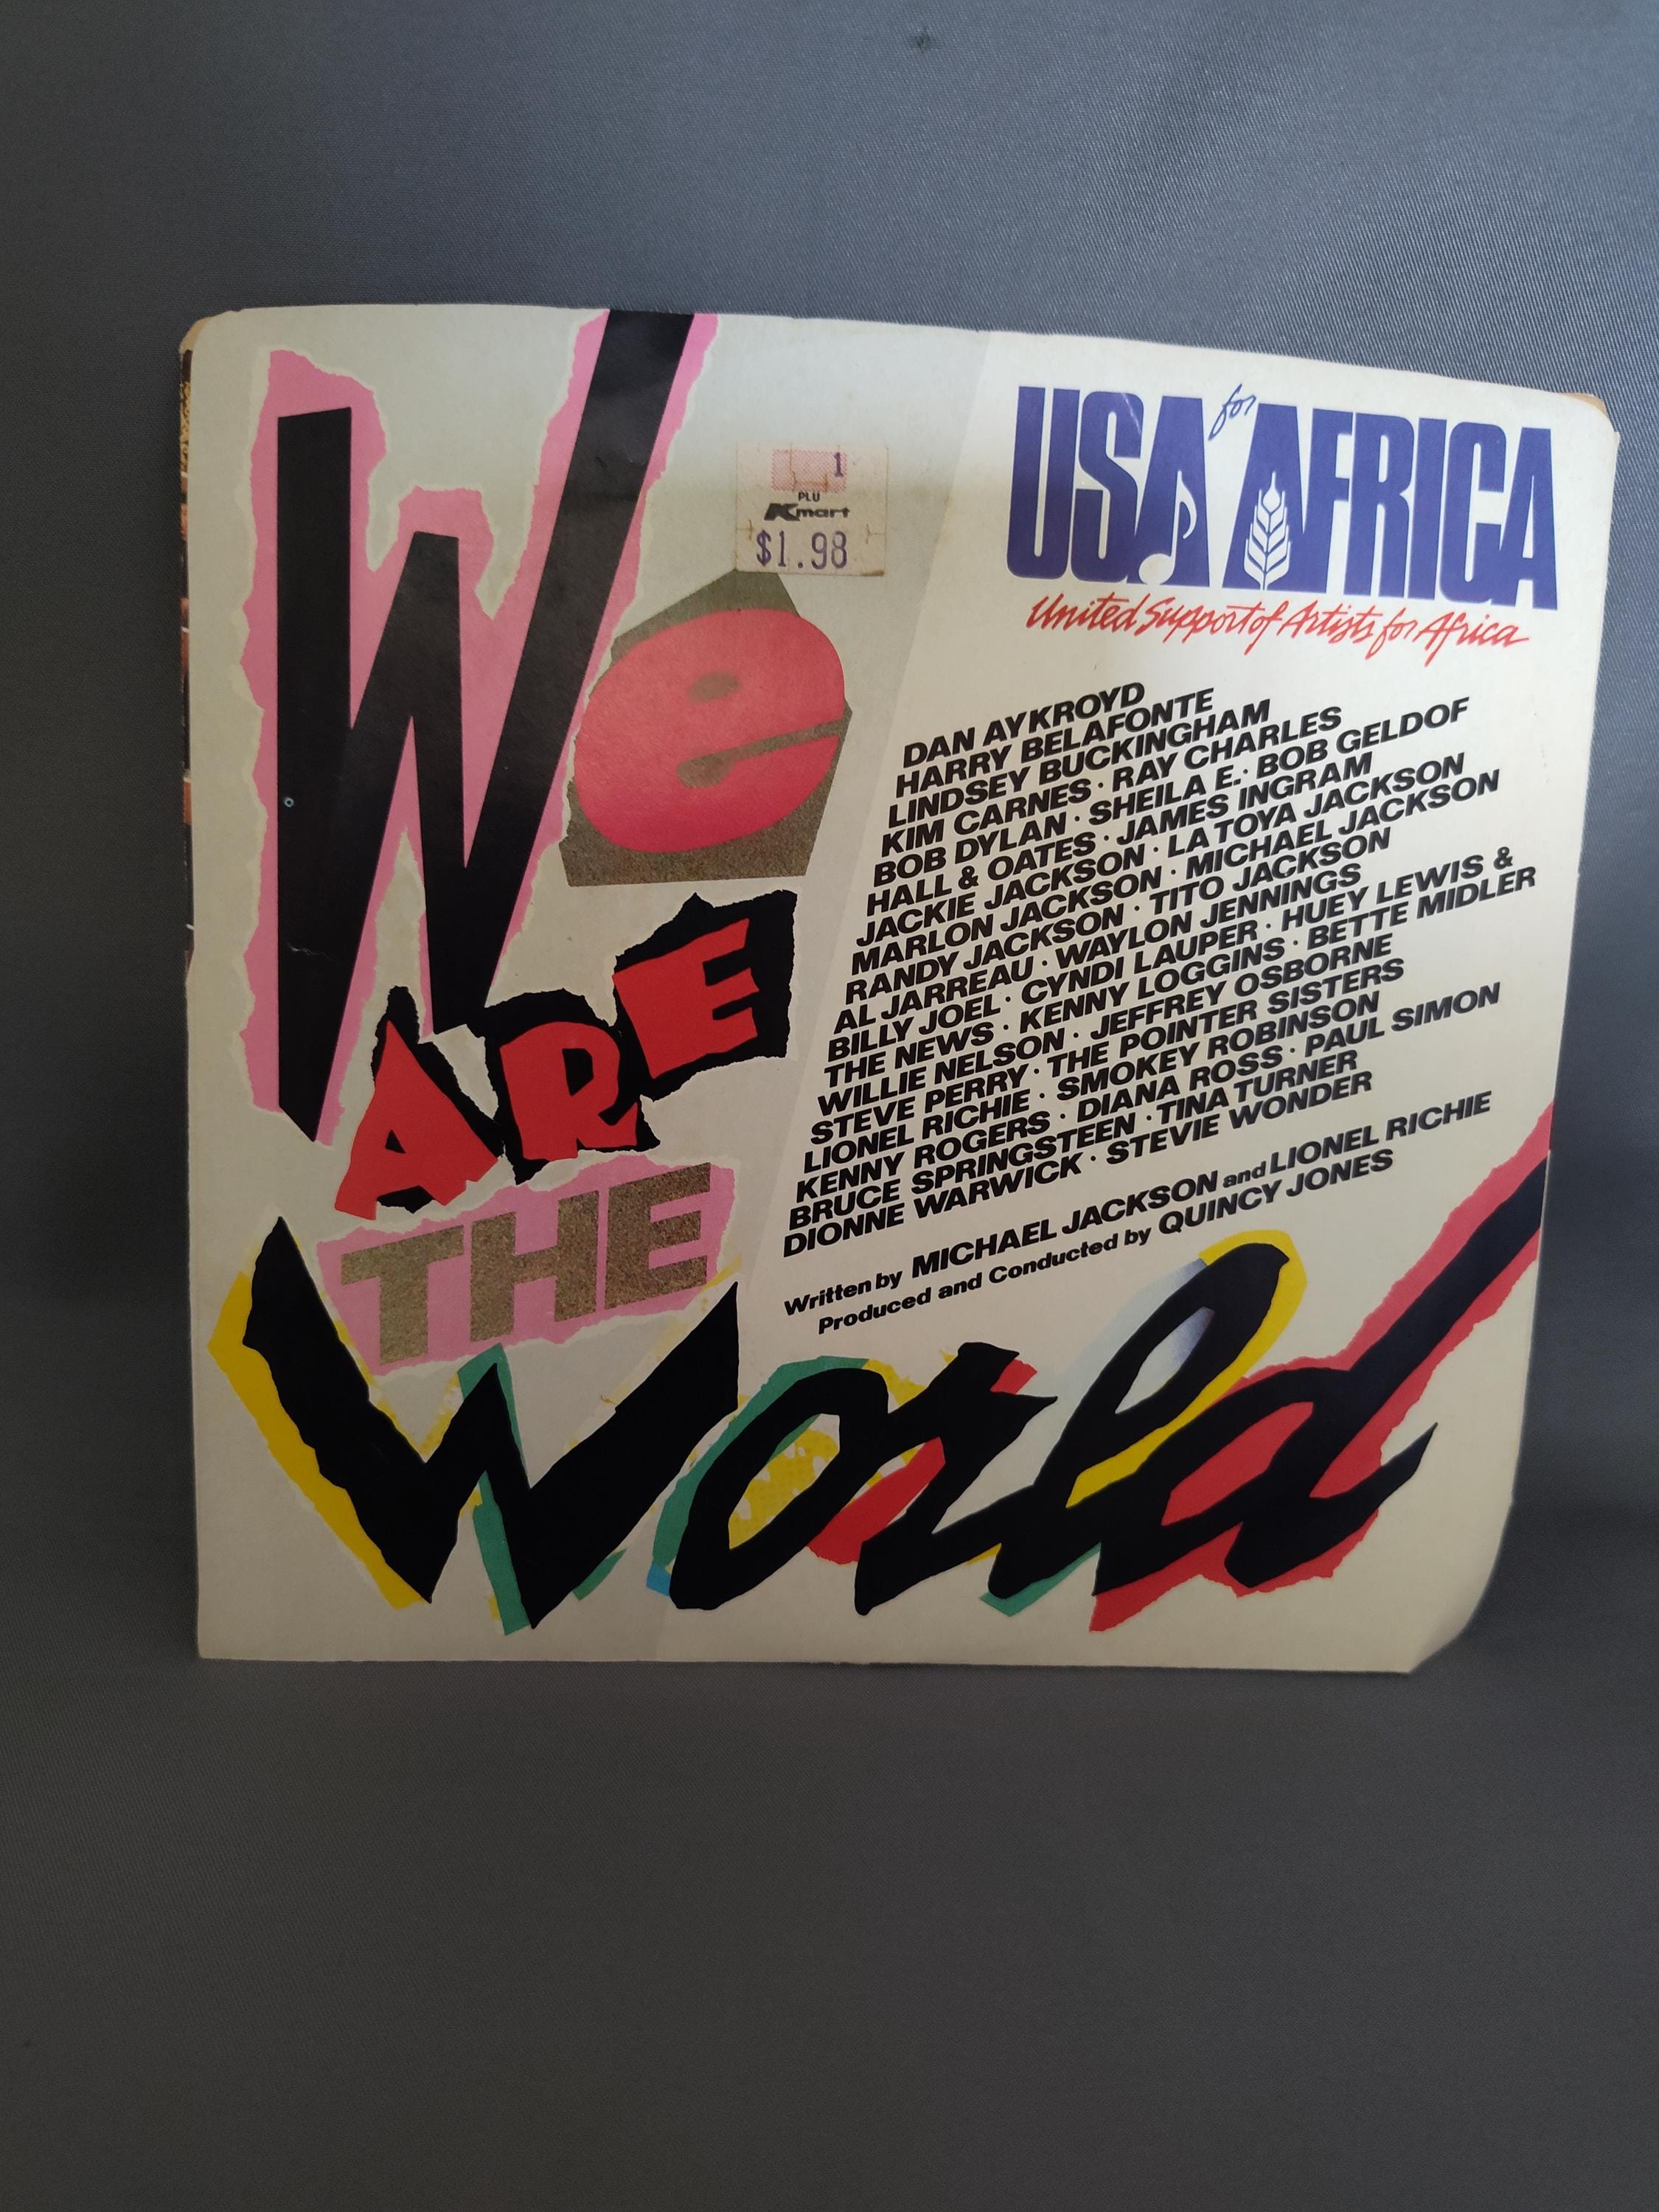 We
ARE
THE
World
1
PLU
Kmart
$1.98
USA for AFRICA
United Support of Artists for Africa
DAN AYKROYD
HARRY BELAFONTE
LINDSEY BUCKINGHAM
KIM CARNES · RAY CHARLES
BOB DYLAN · SHEILA E. · BOB GELDOF
HALL & OATES · JAMES INGRAM
JACKIE JACKSON · LA TOYA JACKSON
MARLON JACKSON · MICHAEL JACKSON
RANDY JACKSON · TITO JACKSON
AL JARREAU · WAYLON JENNINGS
BILLY JOEL · CYNDI LAUPER · HUEY LEWIS &
THE NEWS · KENNY LOGGINS · BETTE MIDLER
WILLIE NELSON · JEFFREY OSBORNE
STEVE PERRY · THE POINTER SISTERS
LIONEL RICHIE · SMOKEY ROBINSON
KENNY ROGERS · DIANA ROSS · PAUL SIMON
BRUCE SPRINGSTEEN · TINA TURNER
DIONNE WARWICK · STEVIE WONDER
Written by MICHAEL JACKSON and LIONEL RICHIE
Produced and Conducted by QUINCY JONES